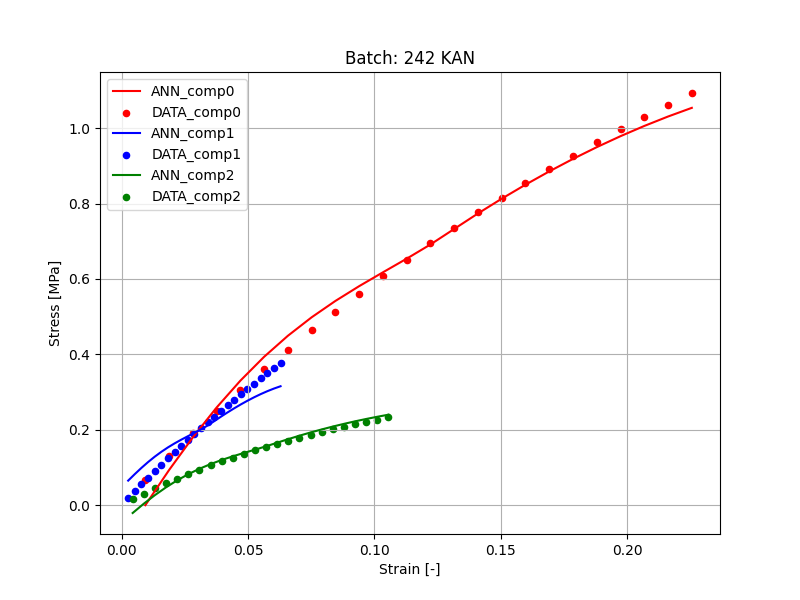 Batch: 242 KAN
ANN_comp0
DATA_comp0
ANN_comp1
DATA_comp1
ANN_comp2
DATA_comp2
1.0
0.8
0.6
0.4
0.2
0.0
Stress [MPa]
0.00 0.05 0.10 0.15 0.20
Strain [-]